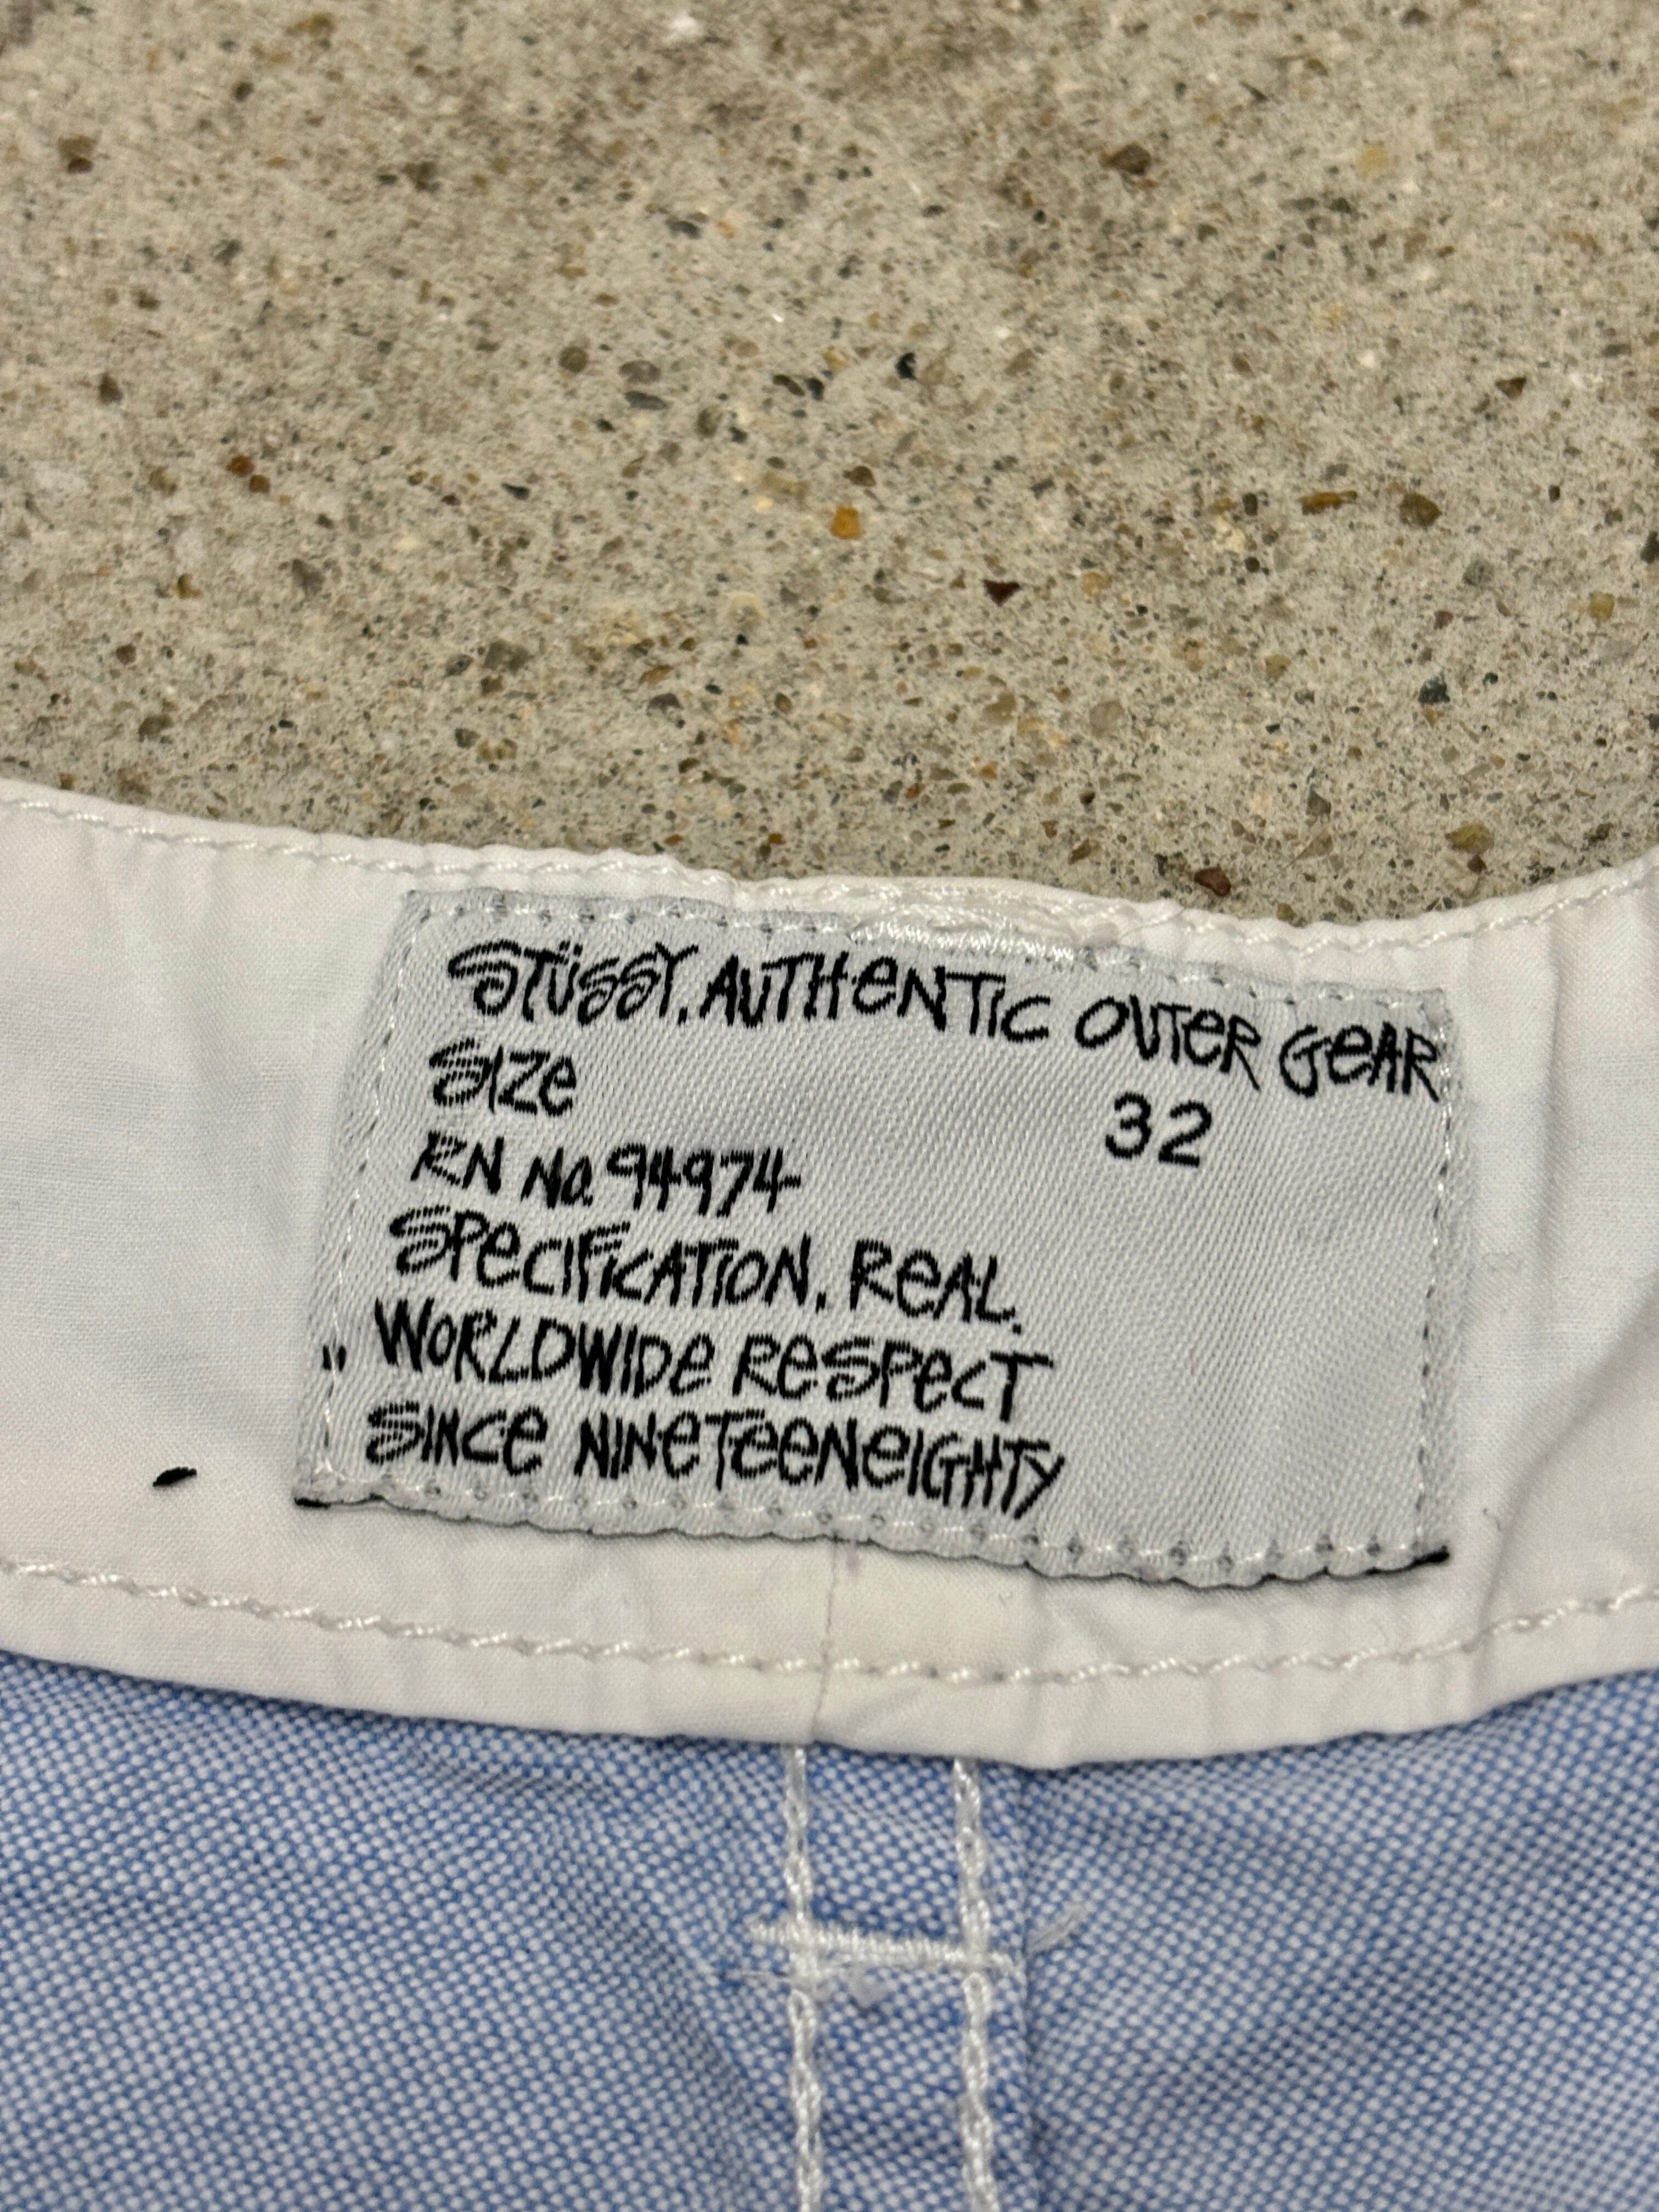 STÜSSY. AUTHENTIC OUTER GEAR
SIZE 32
RN No. 94974
SPECIFICATION. REAL.
" WORLDWIDE RESPECT
SINCE NINETEENEIGHTY